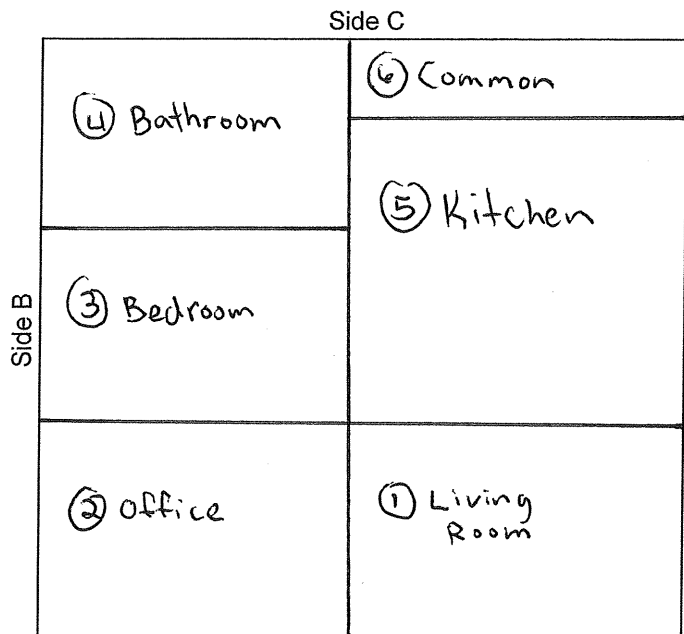 Side C
④ Bathroom
⑥ Common
⑤ Kitchen
Side B
③ Bedroom
② Office
① Living
Room